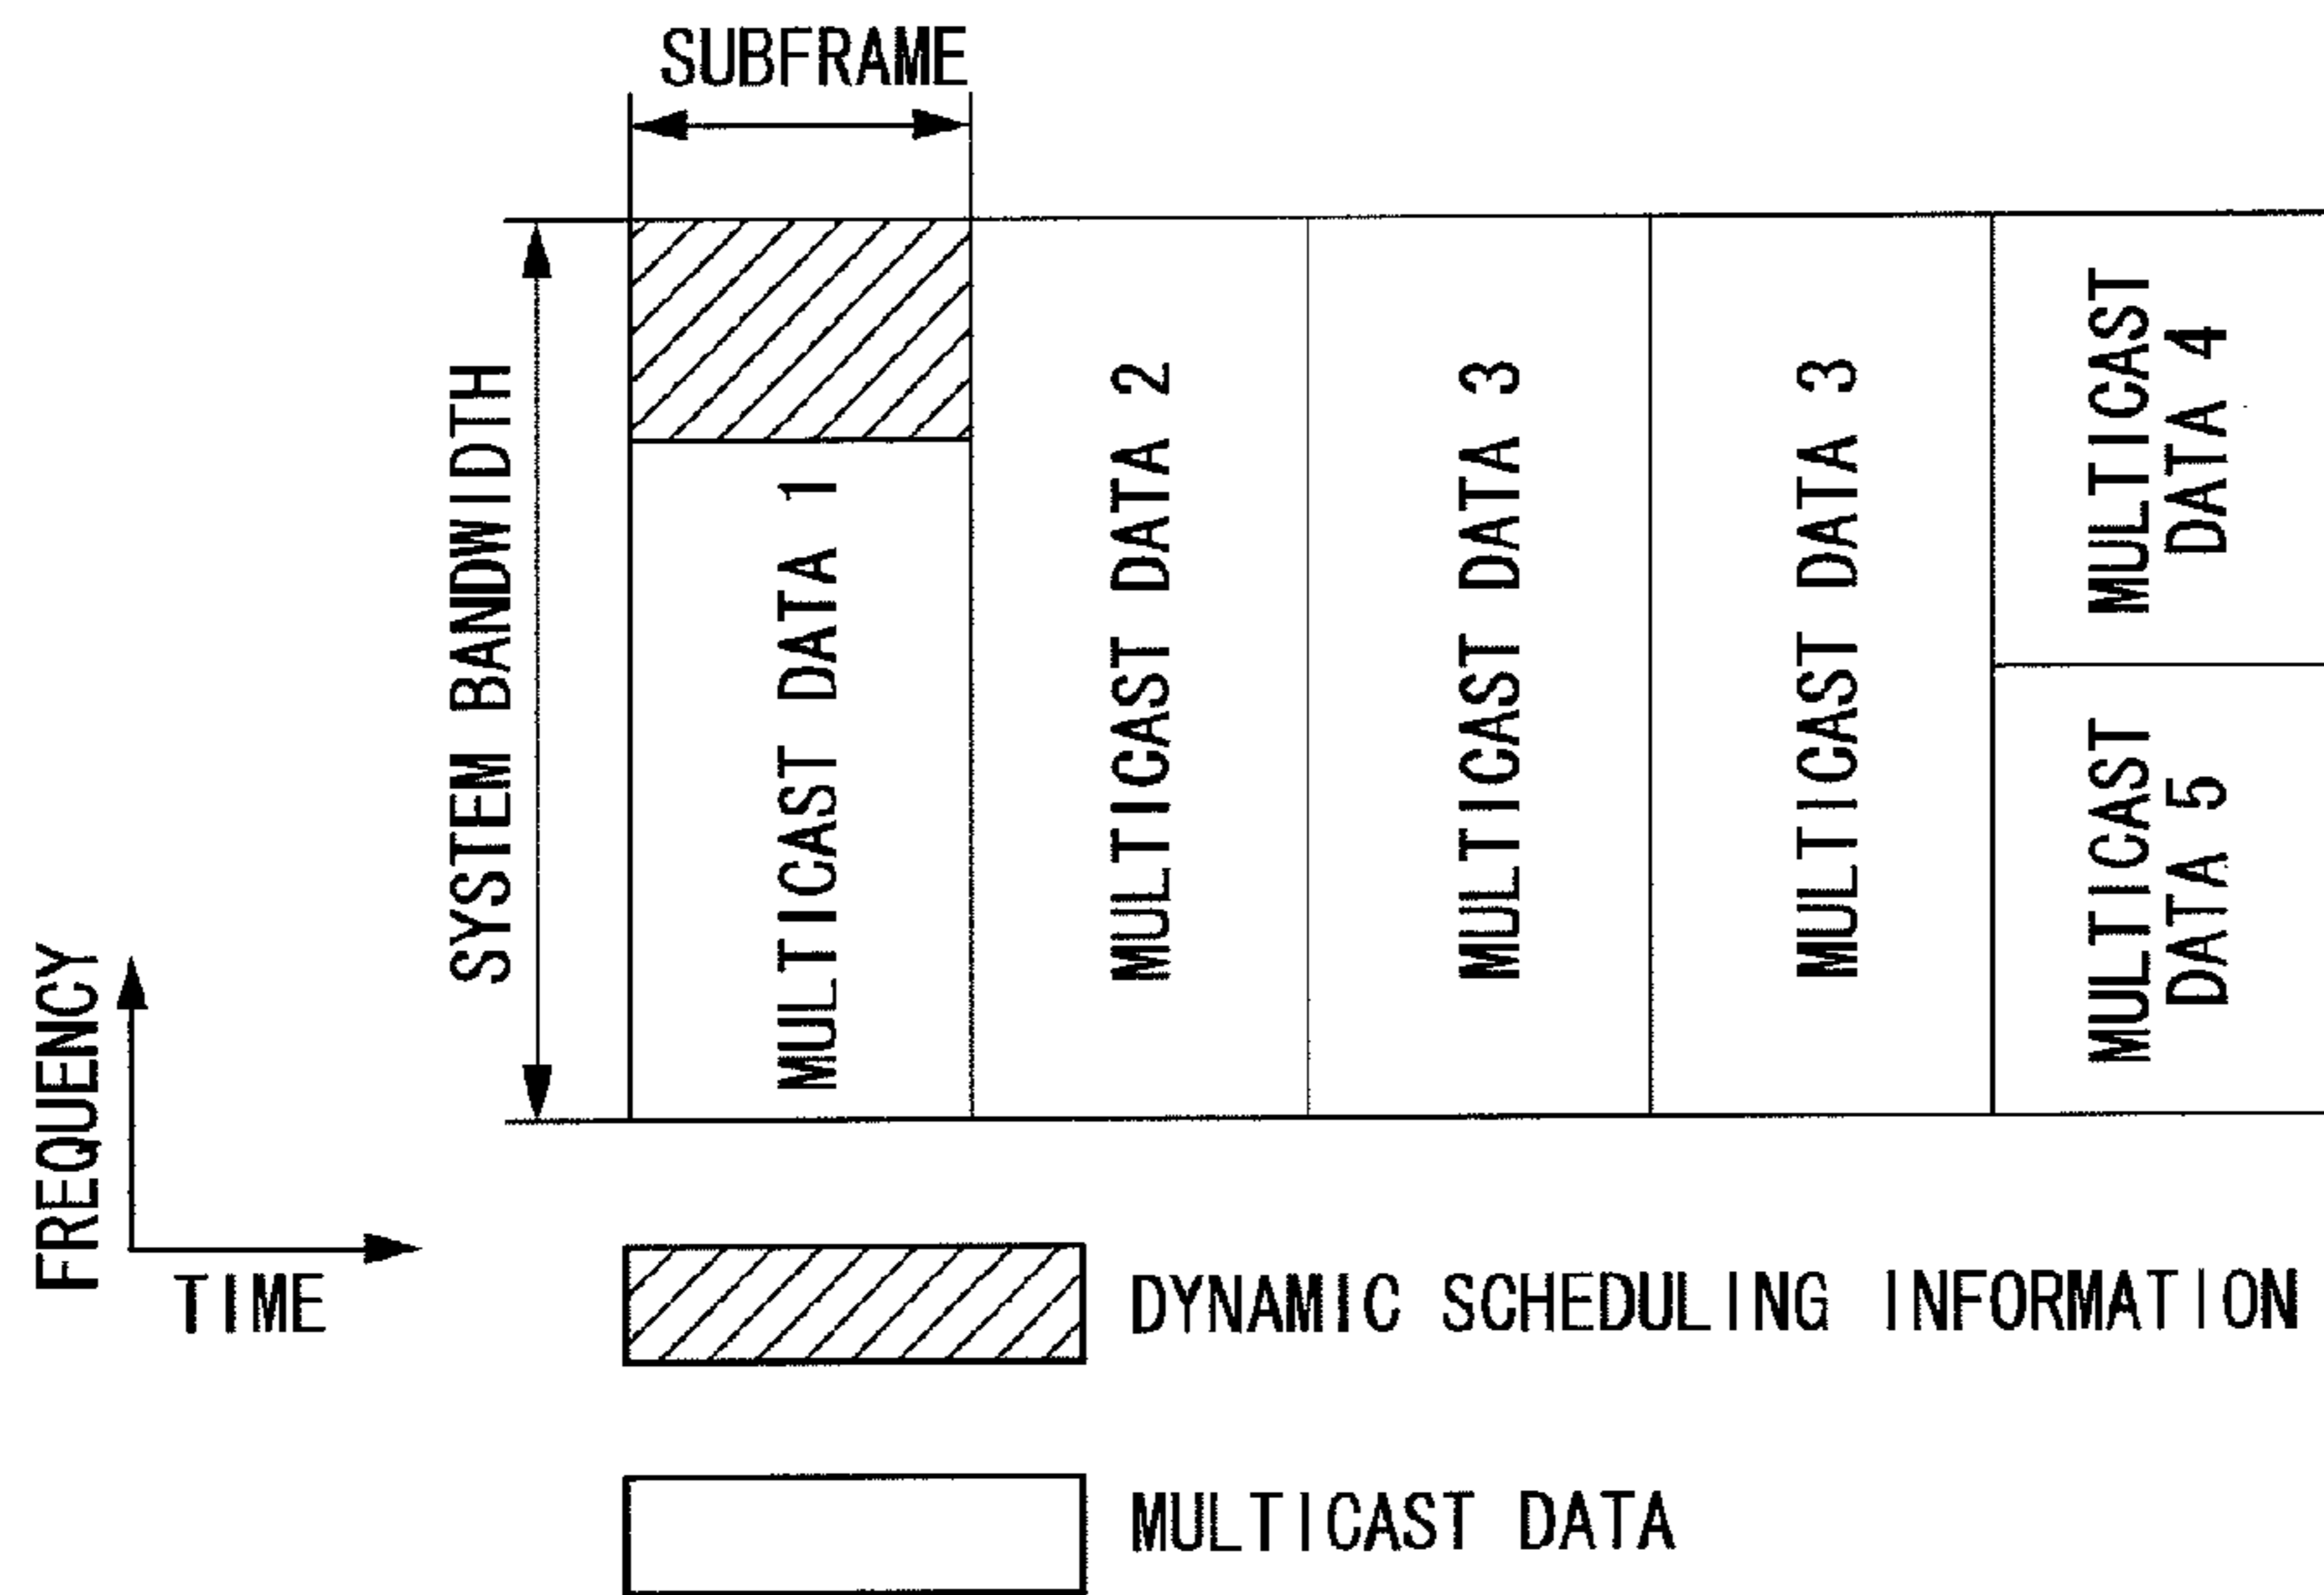 SUBFRAME
SYSTEM BANDWIDTH
MULTICAST DATA 1
MULTICAST DATA 2
MULTICAST DATA 3
MULTICAST DATA 3
MULTICAST
DATA 4
MULTICAST
DATA 5
FREQUENCY
TIME
DYNAMIC SCHEDULING INFORMATION
MULTICAST DATA